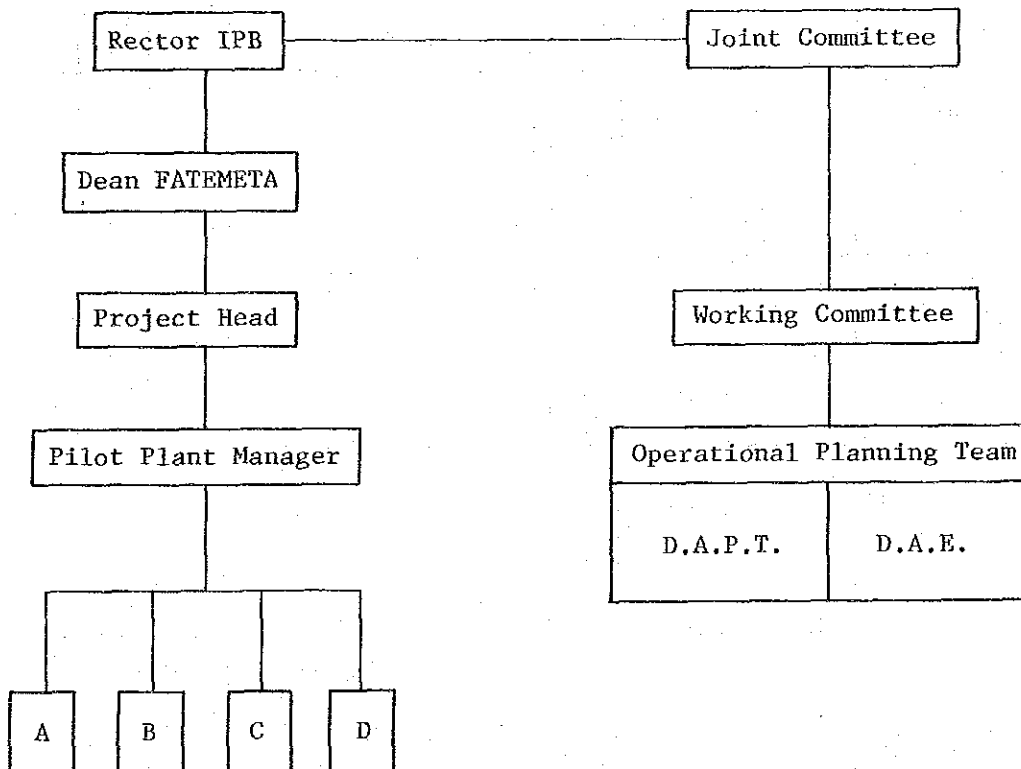 Rector IPB
Joint Committee
Dean FATEMETA
Project Head
Working Committee
Pilot Plant Manager
Operational Planning Team
D.A.P.T.
D.A.E.
A
B
C
D